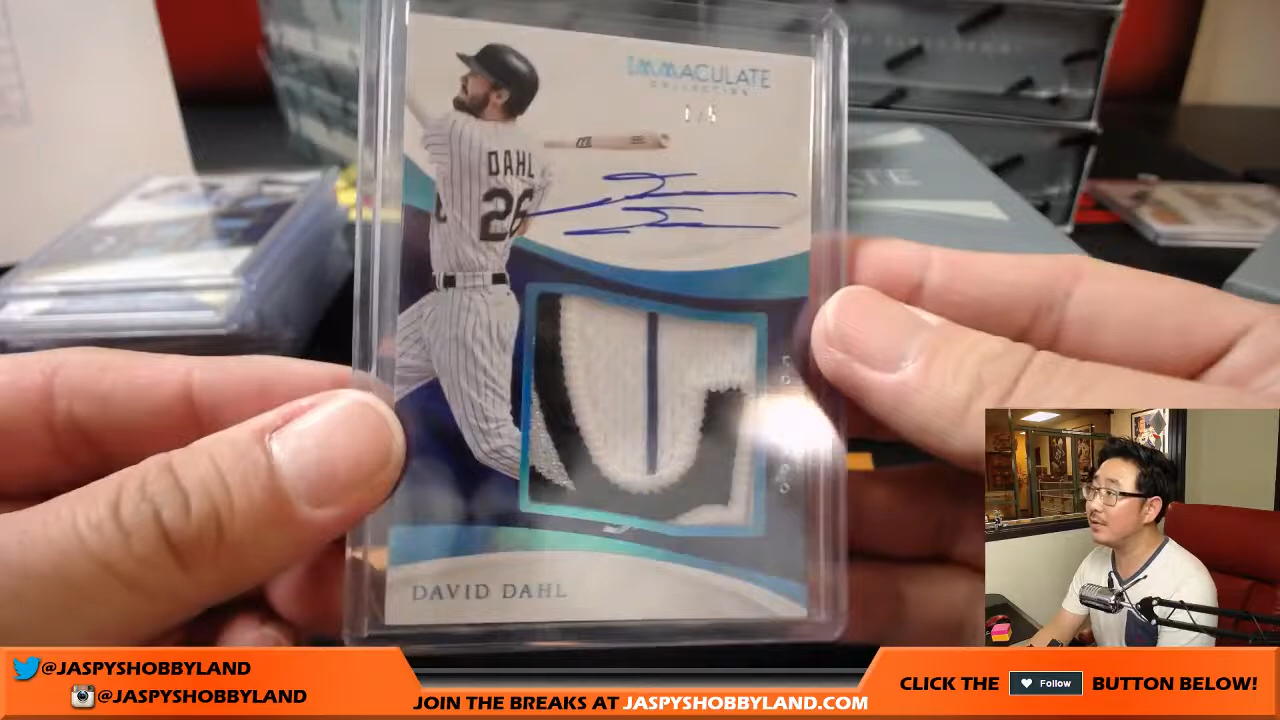 IMMACULATE
COLLECTION
DAHL
26
DAVID DAHL
@JASPYSHOBBYLAND
@JASPYSHOBBYLAND
JOIN THE BREAKS AT JASPYSHOBBYLAND.COM
CLICK THE Follow BUTTON BELOW!